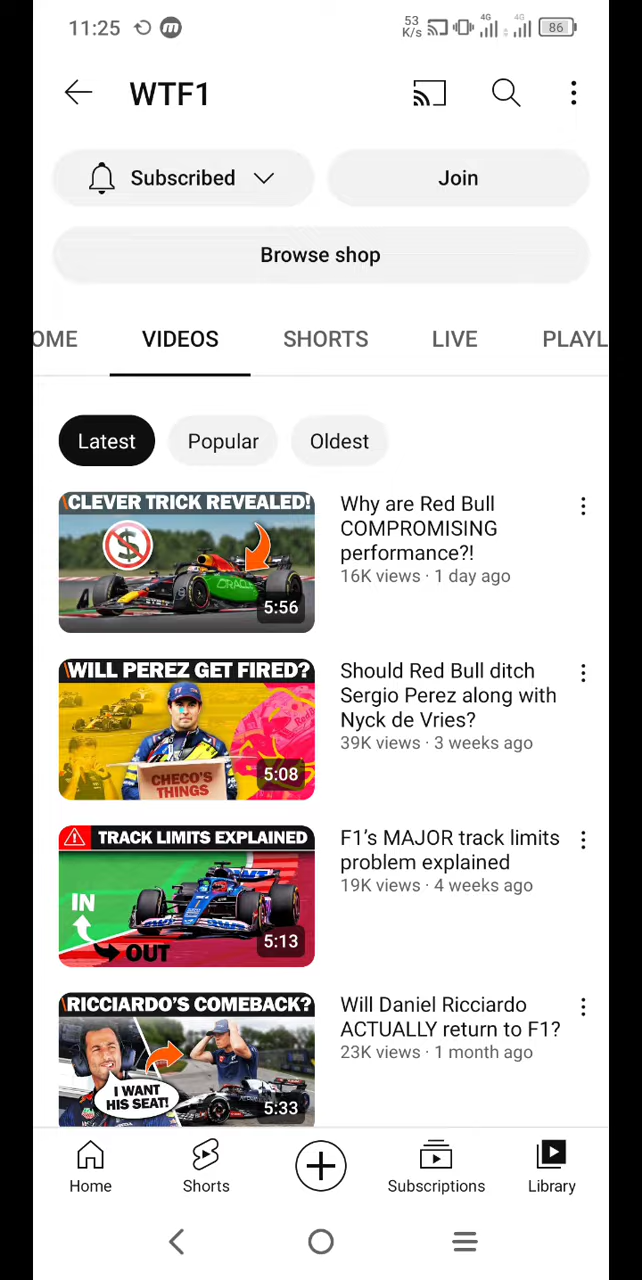 11:25
53
K/s
4G
4G
86
WTF1
Subscribed
Join
Browse shop
OME
VIDEOS
SHORTS
LIVE
PLAYL
Latest
Popular
Oldest
CLEVER TRICK REVEALED!
$
ORACLE
5:56
Why are Red Bull
COMPROMISING
performance?!
16K views · 1 day ago
WILL PEREZ GET FIRED?
CHECO'S
THINGS
5:08
Should Red Bull ditch
Sergio Perez along with
Nyck de Vries?
39K views · 3 weeks ago
TRACK LIMITS EXPLAINED
IN
OUT
5:13
F1's MAJOR track limits
problem explained
19K views · 4 weeks ago
RICCIARDO'S COMEBACK?
I WANT
HIS SEAT!
5:33
Will Daniel Ricciardo
ACTUALLY return to F1?
23K views · 1 month ago
Home
Shorts
Subscriptions
Library